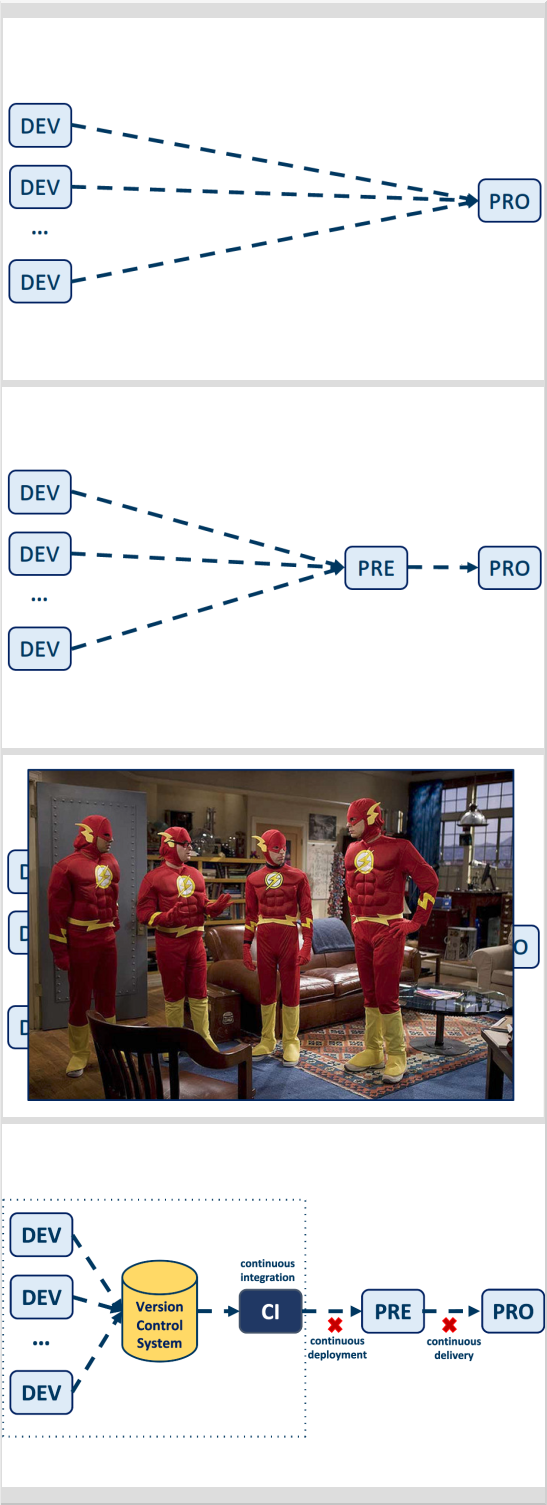 DEV
DEV
...
DEV
PRO
DEV
DEV
...
DEV
PRE
PRO
DEV
DEV
...
DEV
Version
Control
System
continuous
integration
CI
continuous
deployment
PRE
continuous
delivery
PRO